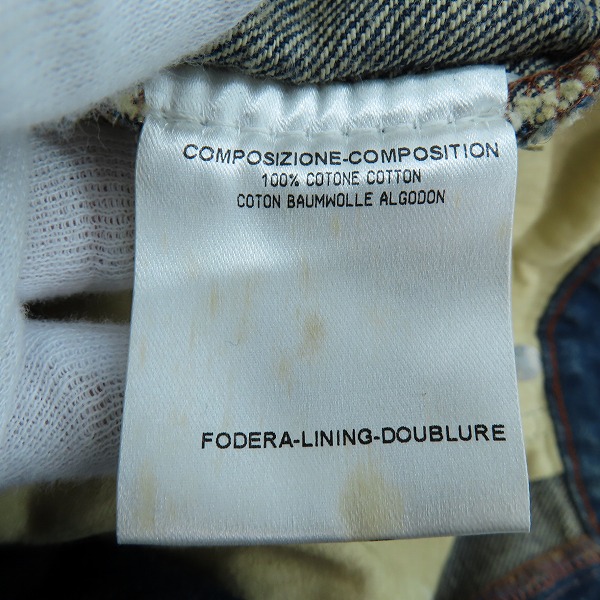 COMPOSIZIONE-COMPOSITION
100% COTONE COTTON
COTON BAUMWOLLE ALGODON
FODERA-LINING-DOUBLURE